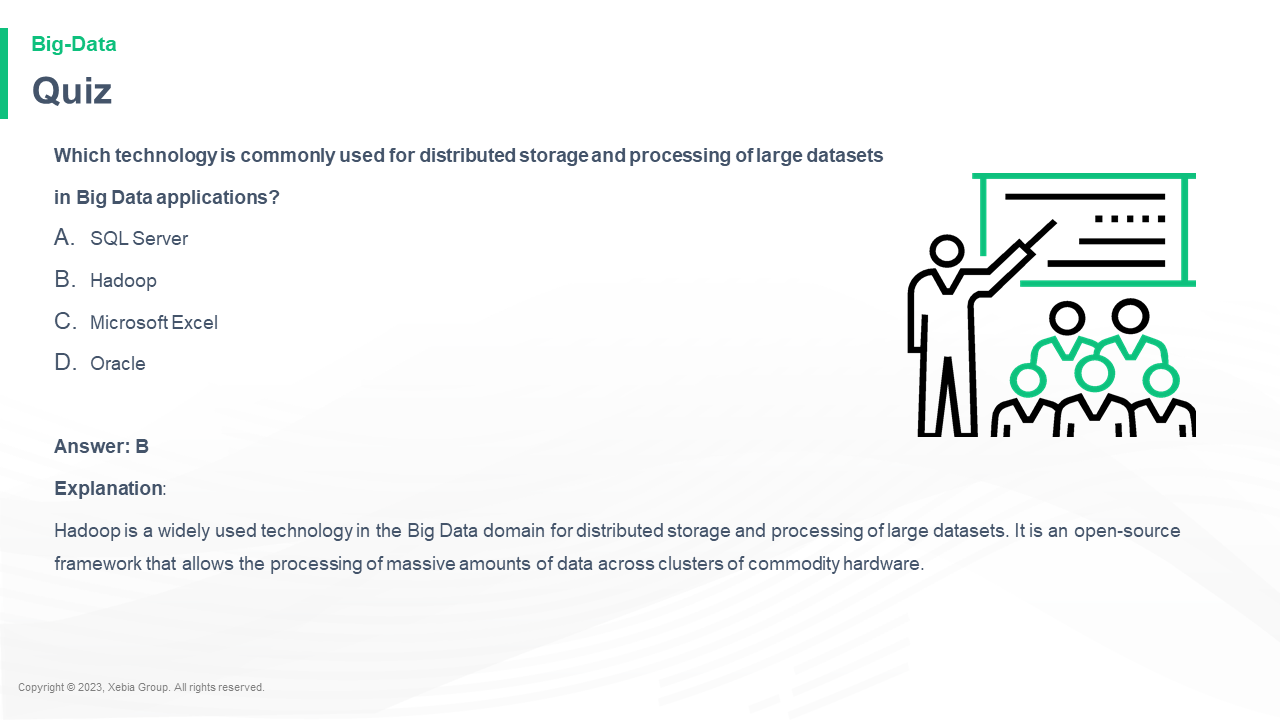 Big-Data
Quiz
Which technology is commonly used for distributed storage and processing of large datasets
in Big Data applications?
A. SQL Server
B. Hadoop
C. Microsoft Excel
D. Oracle
Answer: B
Explanation:
Hadoop is a widely used technology in the Big Data domain for distributed storage and processing of large datasets. It is an open-source
framework that allows the processing of massive amounts of data across clusters of commodity hardware.
Copyright © 2023, Xebia Group. All rights reserved.